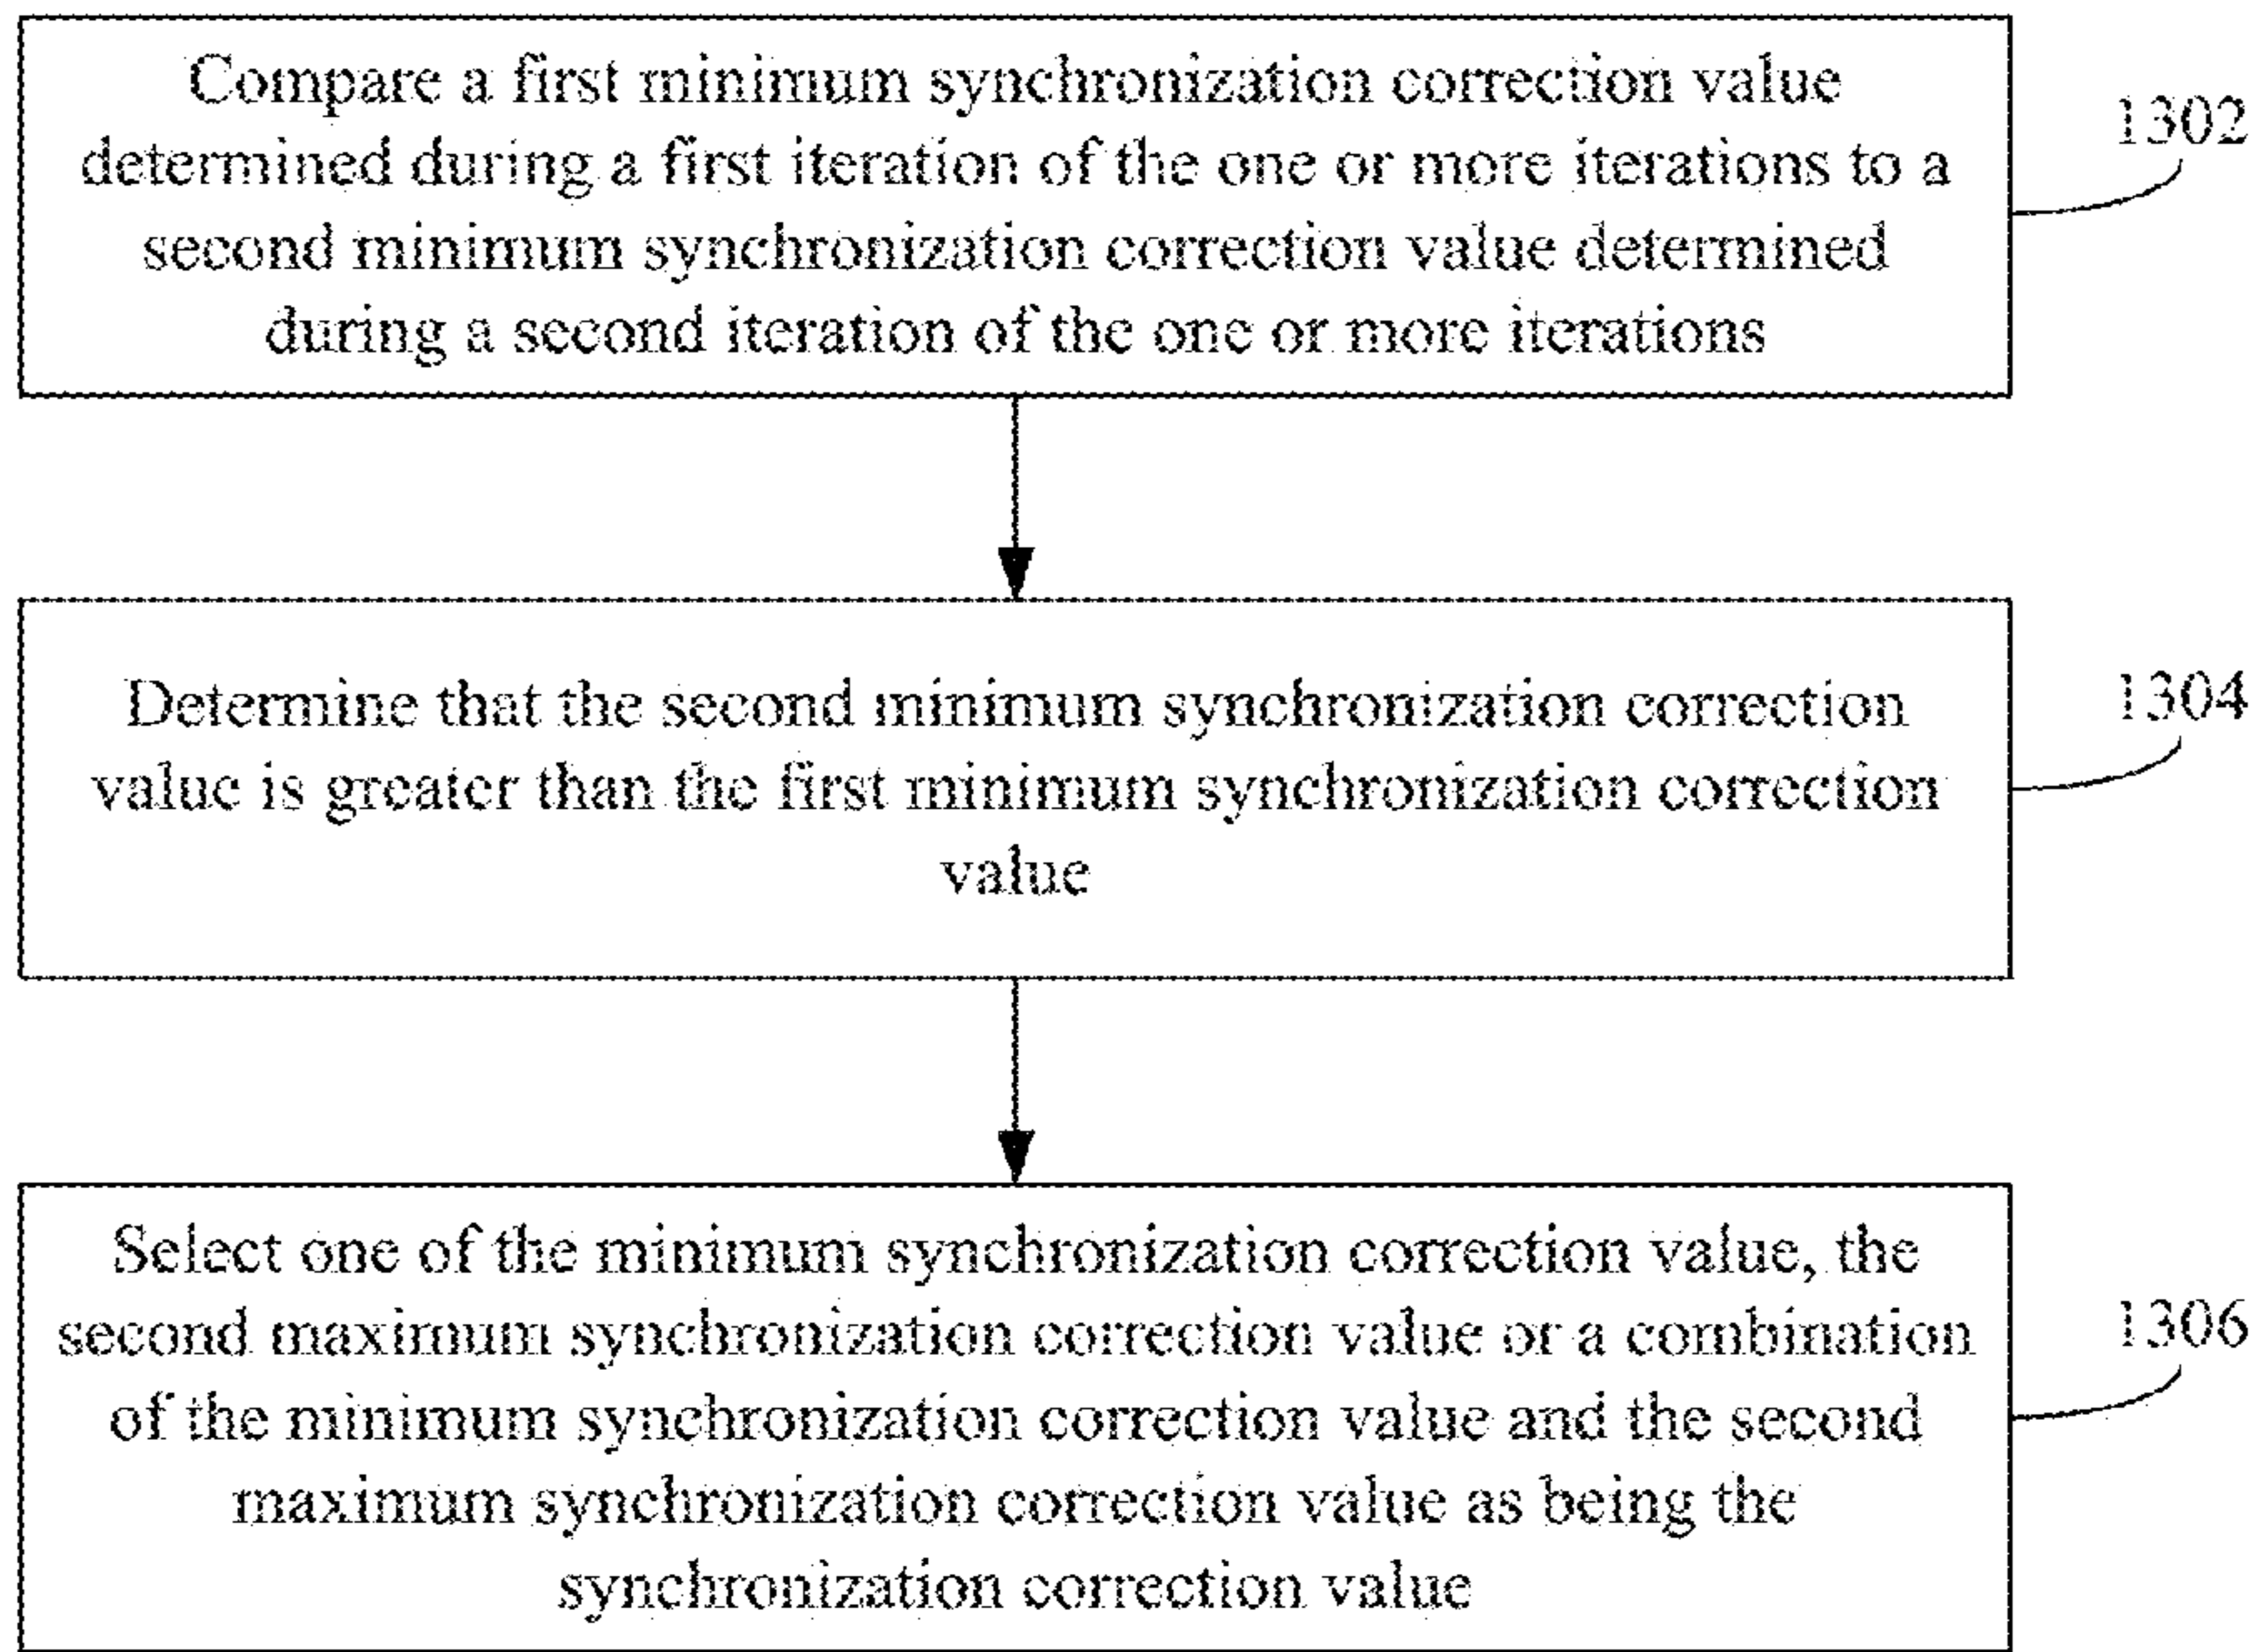 Compare a first minimum synchronization correction value
determined during a first iteration of the one or more iterations to a
second minimum synchronization correction value determined
during a second iteration of the one or more iterations
1302
Determine that the second minimum synchronization correction
value is greater than the first minimum synchronization correction
value
1304
Select one of the minimum synchronization correction value, the
second maximum synchronization correction value or a combination
of the minimum synchronization correction value and the second
maximum synchronization correction value as being the
synchronization correction value
1306